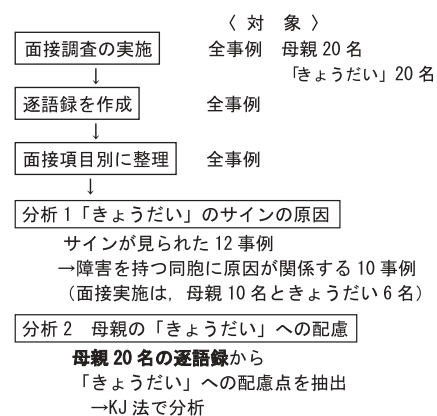 〈 対 象 〉
面接調査の実施 全事例 母親 20 名
「きょうだい」20 名
↓
逐語録を作成 全事例
↓
面接項目別に整理 全事例
↓
分析 1「きょうだい」のサインの原因
サインが見られた 12 事例
→障害を持つ同胞に原因が関係する 10 事例
（面接実施は，母親 10 名ときょうだい 6 名）
分析 2 母親の「きょうだい」への配慮
母親 20 名の逐語録から
「きょうだい」への配慮点を抽出
→KJ 法で分析